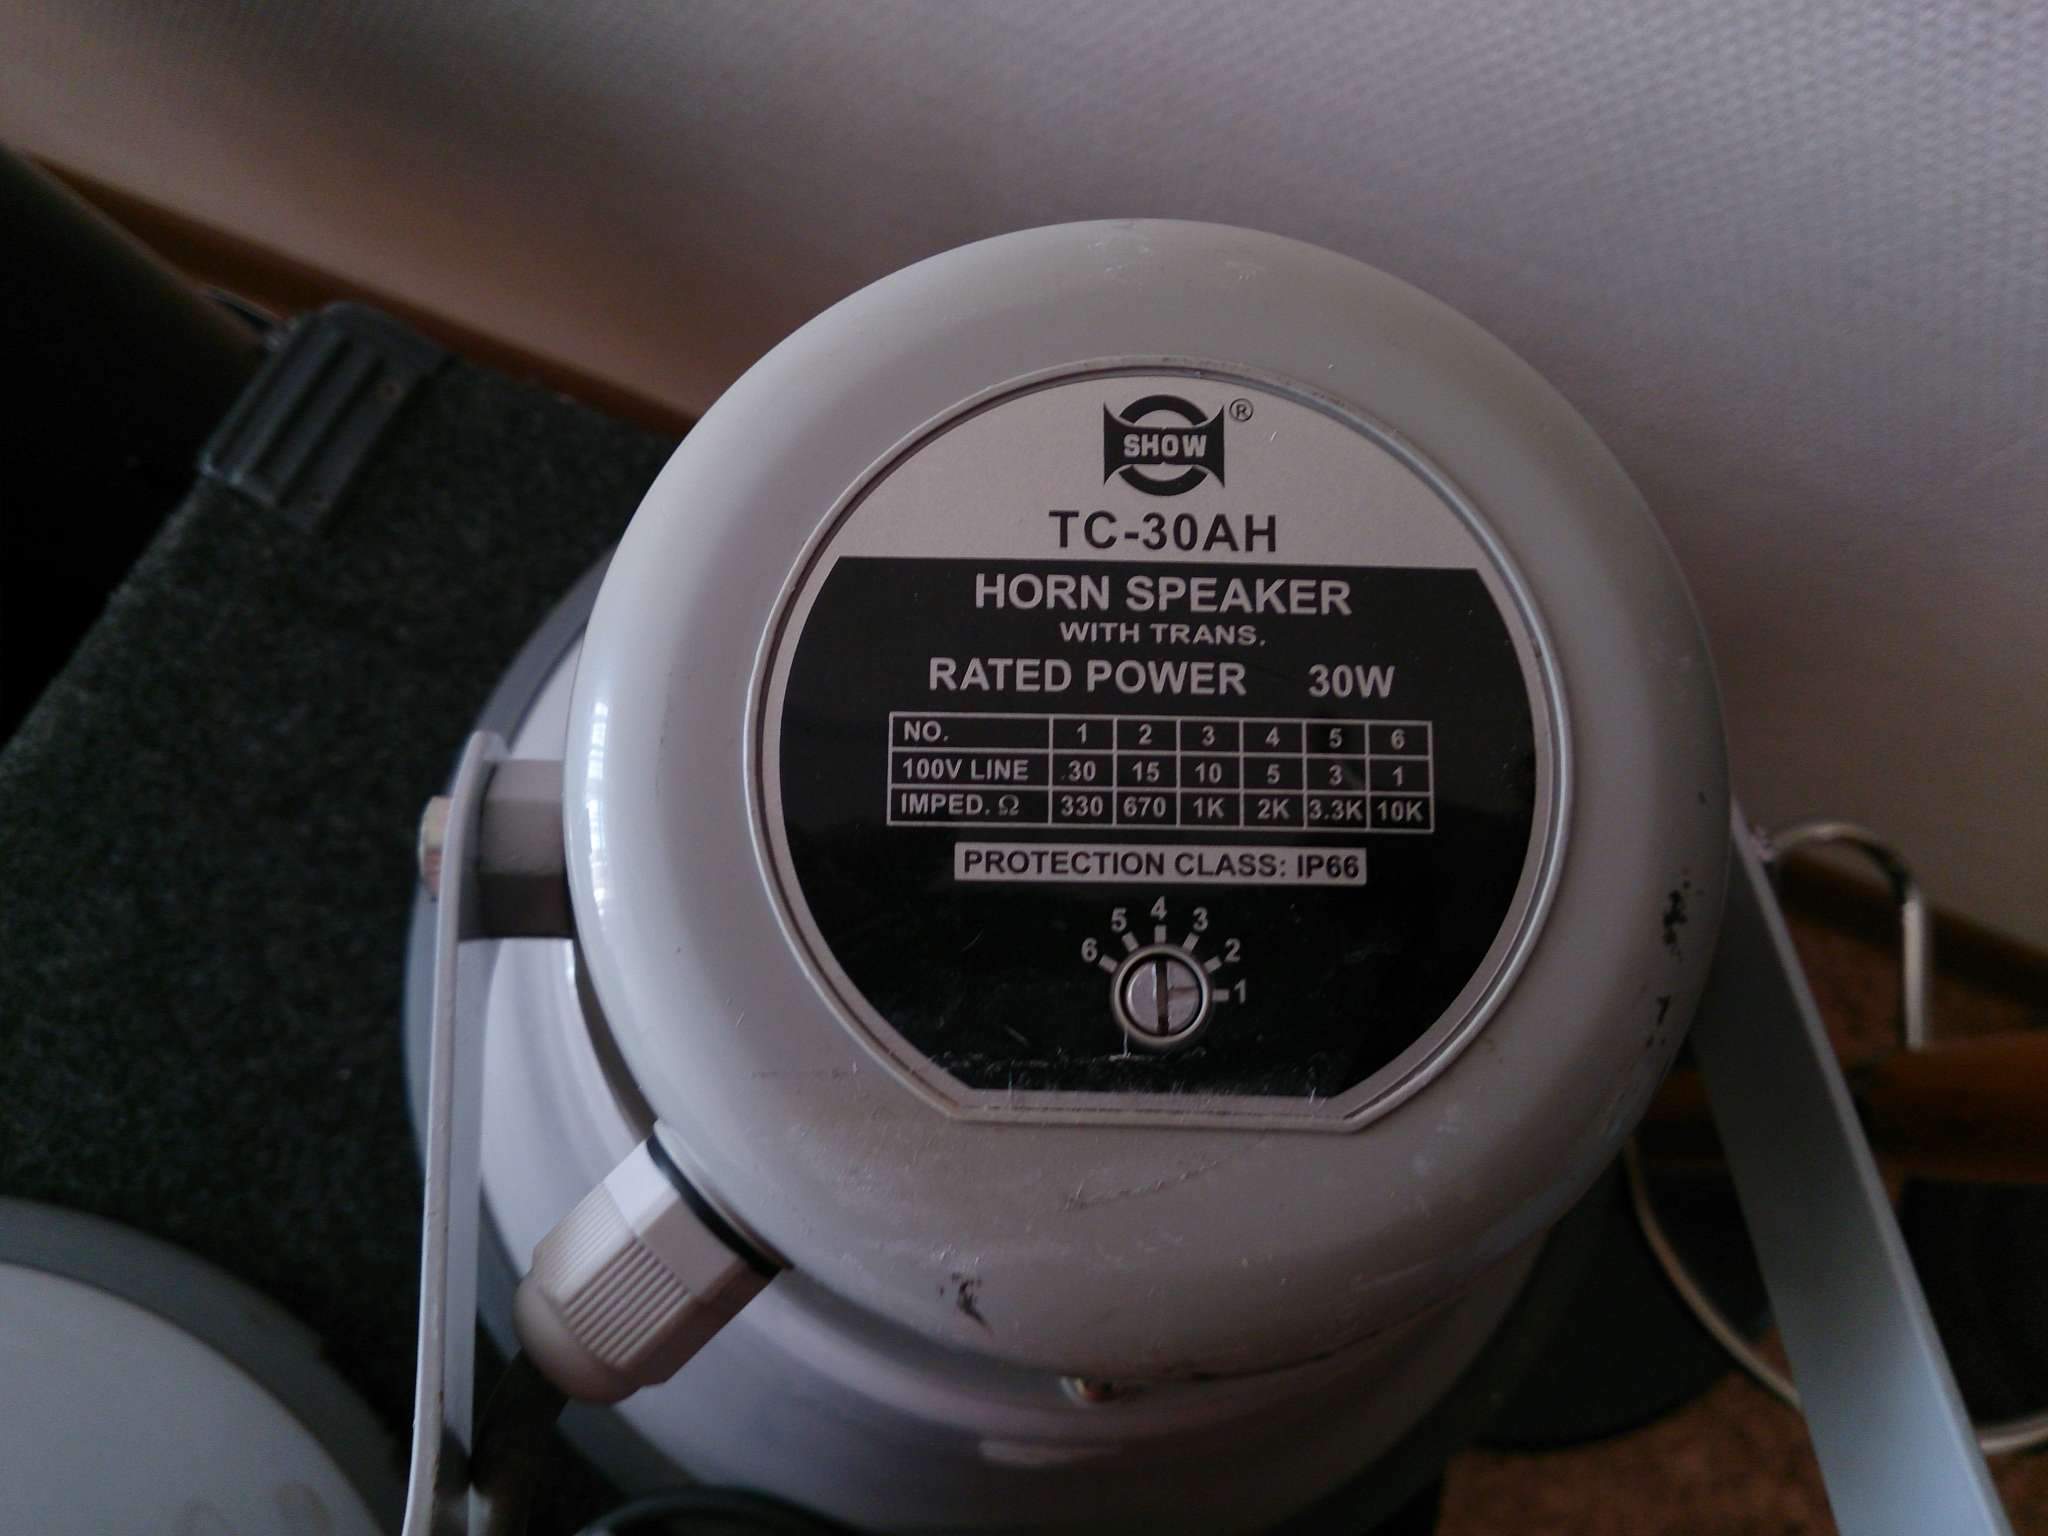 SHOW ®
TC-30AH
HORN SPEAKER
WITH TRANS.
RATED POWER 30W
NO. 1 2 3 4 5 6
100V LINE 30 15 10 5 3 1
IMPED. Ω 330 670 1K 2K 3.3K 10K
PROTECTION CLASS: IP66
6 5 4 3 2 1